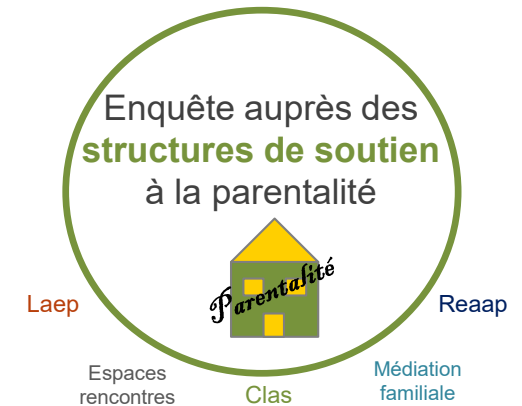 Enquête auprès des
structures de soutien
à la parentalité
Parentalité
Laep
Reaap
Espaces
rencontres
Clas
Médiation
familiale